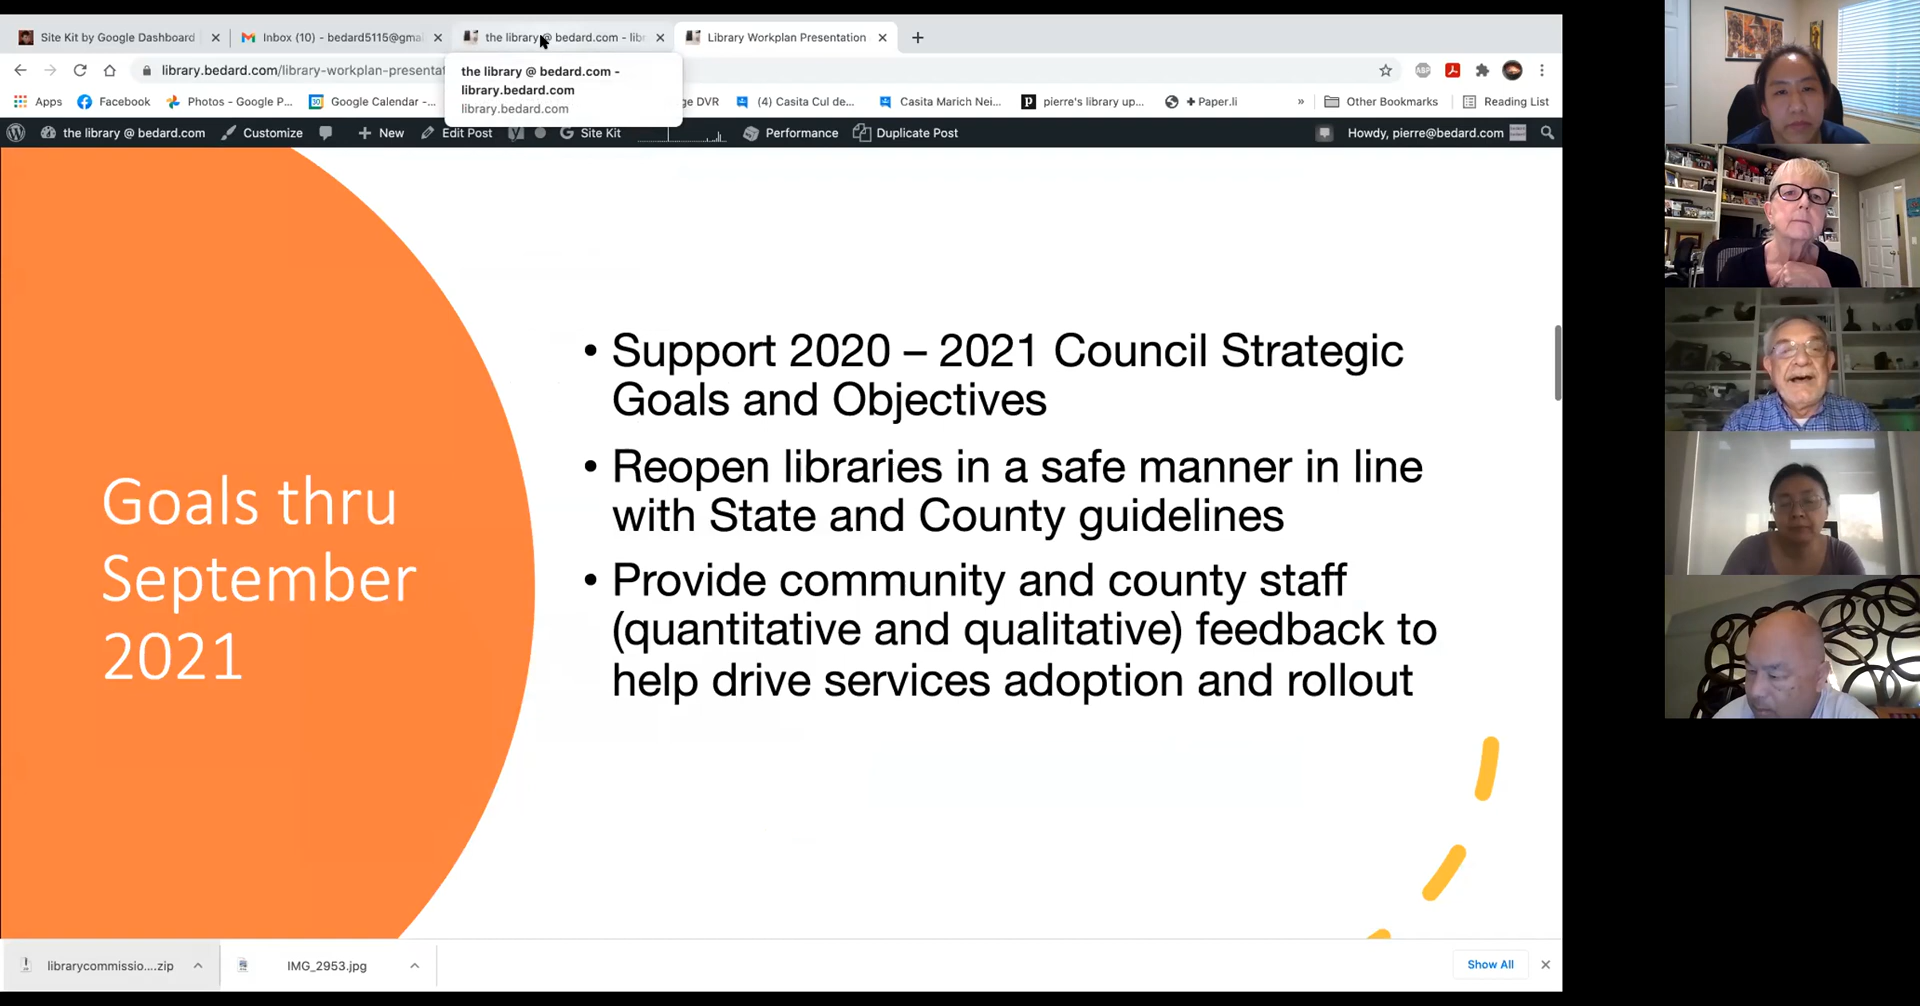 Site Kit by Google Dashboard
Inbox (10) - bedard5115@gma
the library @ bedard.com - libr
Library Workplan Presentation
library.bedard.com/library-workplan-presentat
the library @ bedard.com -
library.bedard.com
library.bedard.com
Apps
Facebook
Photos - Google P...
Google Calendar -...
ge DVR
(4) Casita Cul de...
Casita Marich Nei...
pierre's library up...
+ Paper.li
»
Other Bookmarks
Reading List
the library @ bedard.com
Customize
New
Edit Post
Site Kit
Performance
Duplicate Post
Howdy, pierre@bedard.com
Goals thru
September
2021
• Support 2020 – 2021 Council Strategic
Goals and Objectives
• Reopen libraries in a safe manner in line
with State and County guidelines
• Provide community and county staff
(quantitative and qualitative) feedback to
help drive services adoption and rollout
librarycommissio....zip
IMG_2953.jpg
Show All